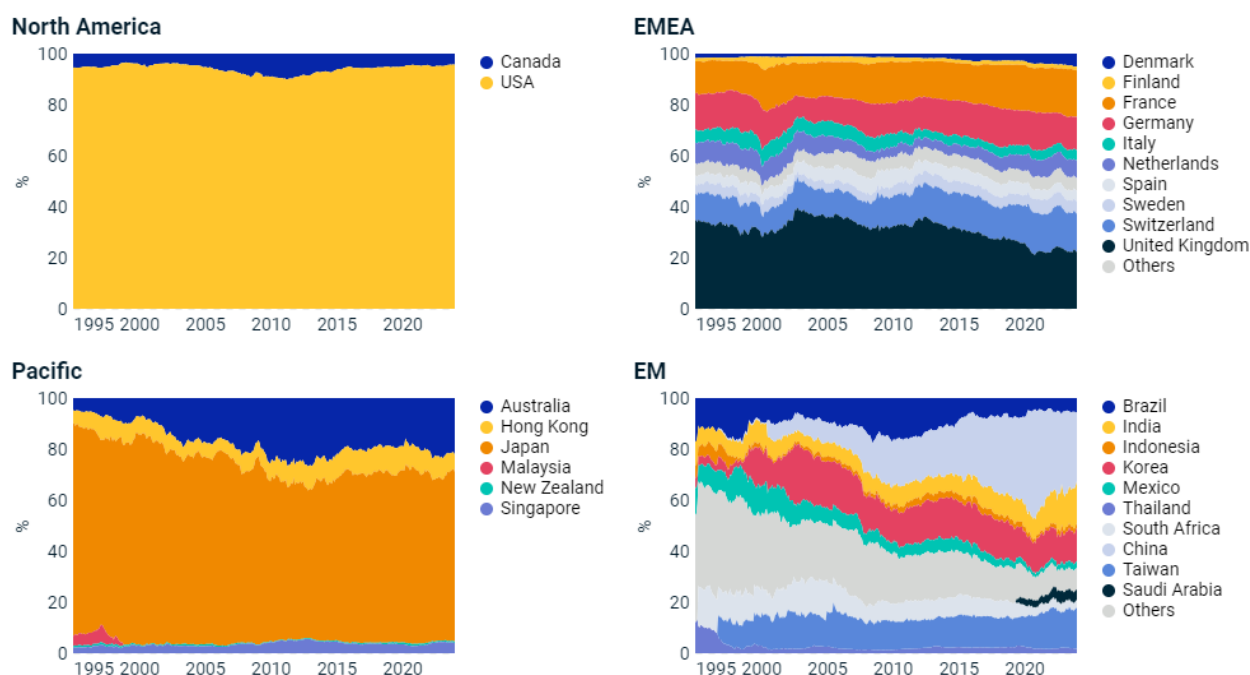 North America
100
80
60
40
20
0
%
1995 2000 2005 2010 2015 2020
Canada
USA
EMEA
100
80
60
40
20
0
%
1995 2000 2005 2010 2015 2020
Denmark
Finland
France
Germany
Italy
Netherlands
Spain
Sweden
Switzerland
United Kingdom
Others
Pacific
100
80
60
40
20
0
%
1995 2000 2005 2010 2015 2020
Australia
Hong Kong
Japan
Malaysia
New Zealand
Singapore
EM
100
80
60
40
20
0
%
1995 2000 2005 2010 2015 2020
Brazil
India
Indonesia
Korea
Mexico
Thailand
South Africa
China
Taiwan
Saudi Arabia
Others